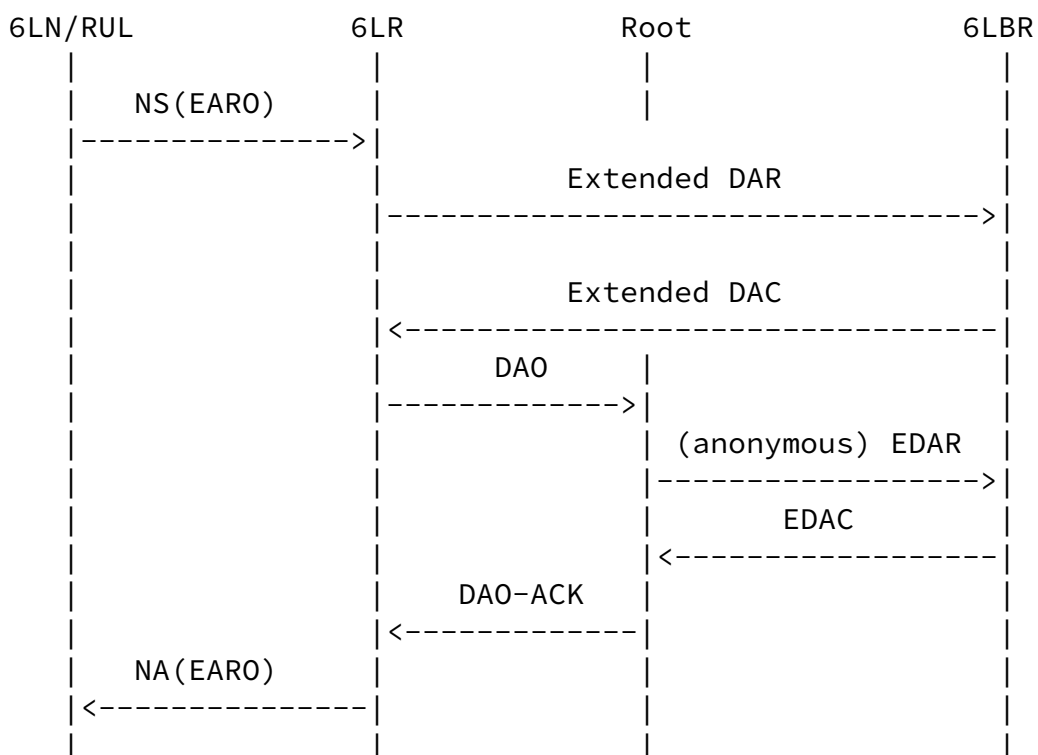 6LN/RUL 6LR Root 6LBR
NS(EARO)
Extended DAR
Extended DAC
DAO
(anonymous) EDAR
EDAC
DAO-ACK
NA(EARO)